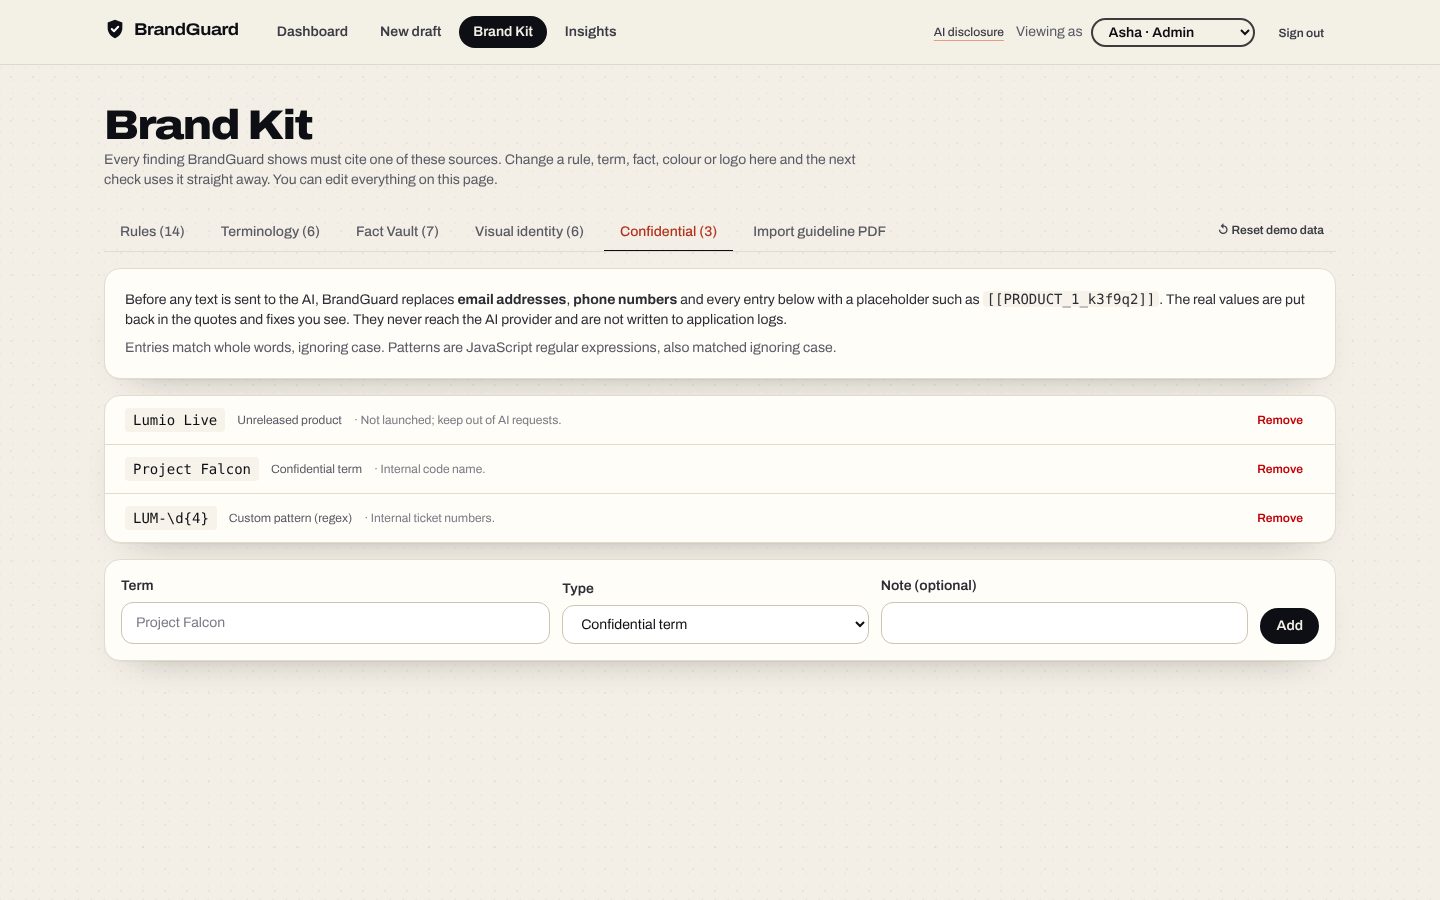 BrandGuard
Dashboard
New draft
Brand Kit
Insights
AI disclosure
Viewing as
Asha · Admin
Sign out
Brand Kit
Every finding BrandGuard shows must cite one of these sources. Change a rule, term, fact, colour or logo here and the next
check uses it straight away. You can edit everything on this page.
Rules (14)
Terminology (6)
Fact Vault (7)
Visual identity (6)
Confidential (3)
Import guideline PDF
Reset demo data
Before any text is sent to the AI, BrandGuard replaces email addresses, phone numbers and every entry below with a placeholder such as [[PRODUCT_1_k3f9q2]]. The real values are put
back in the quotes and fixes you see. They never reach the AI provider and are not written to application logs.
Entries match whole words, ignoring case. Patterns are JavaScript regular expressions, also matched ignoring case.
Lumio Live Unreleased product · Not launched; keep out of AI requests. Remove
Project Falcon Confidential term · Internal code name. Remove
LUM-\d{4} Custom pattern (regex) · Internal ticket numbers. Remove
Term
Project Falcon
Type
Confidential term
Note (optional)
Add